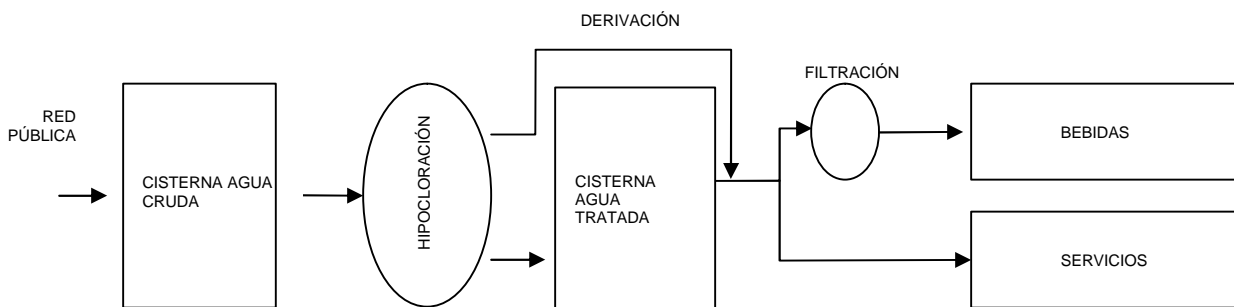 DERIVACIÓN
FILTRACIÓN
RED
PÚBLICA
CISTERNA AGUA
CRUDA
HIPOCLORACIÓN
CISTERNA
AGUA
TRATADA
BEBIDAS
SERVICIOS